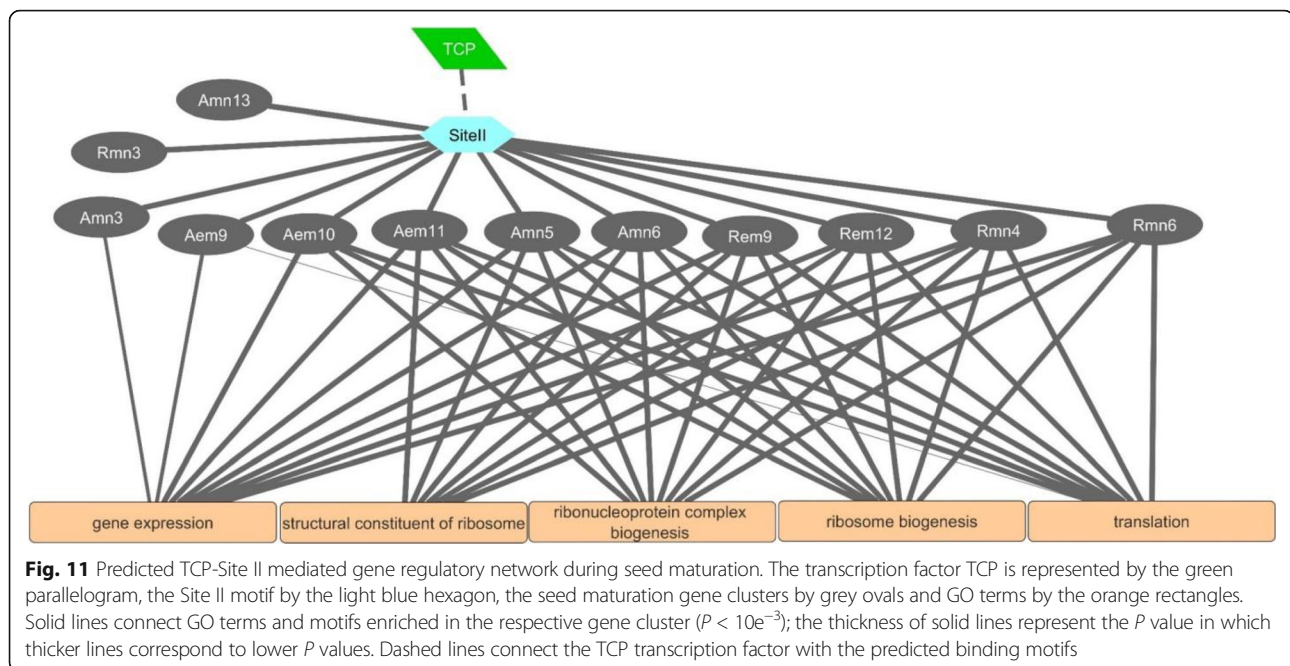 TCP
Amn13
SiteII
Rmn3
Amn3
Aem9
Aem10
Aem11
Amn5
Amn6
Rem9
Rem12
Rmn4
Rmn6
gene expression
structural constituent of ribosome
ribonucleoprotein complex
biogenesis
ribosome biogenesis
translation
Fig. 11 Predicted TCP-Site II mediated gene regulatory network during seed maturation. The transcription factor TCP is represented by the green
parallelogram, the Site II motif by the light blue hexagon, the seed maturation gene clusters by grey ovals and GO terms by the orange rectangles.
Solid lines connect GO terms and motifs enriched in the respective gene cluster (P < 10e⁻³); the thickness of solid lines represent the P value in which
thicker lines correspond to lower P values. Dashed lines connect the TCP transcription factor with the predicted binding motifs